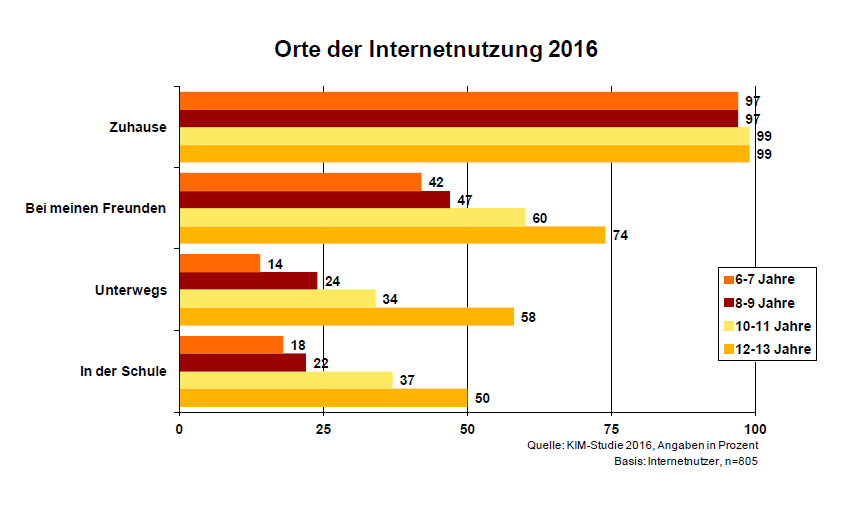 Orte der Internetnutzung 2016
Zuhause
97
97
99
99
Bei meinen Freunden
42
47
60
74
Unterwegs
14
24
34
58
In der Schule
18
22
37
50
6-7 Jahre
8-9 Jahre
10-11 Jahre
12-13 Jahre
0 25 50 75 100
Quelle: KIM-Studie 2016, Angaben in Prozent
Basis: Internetnutzer, n=805